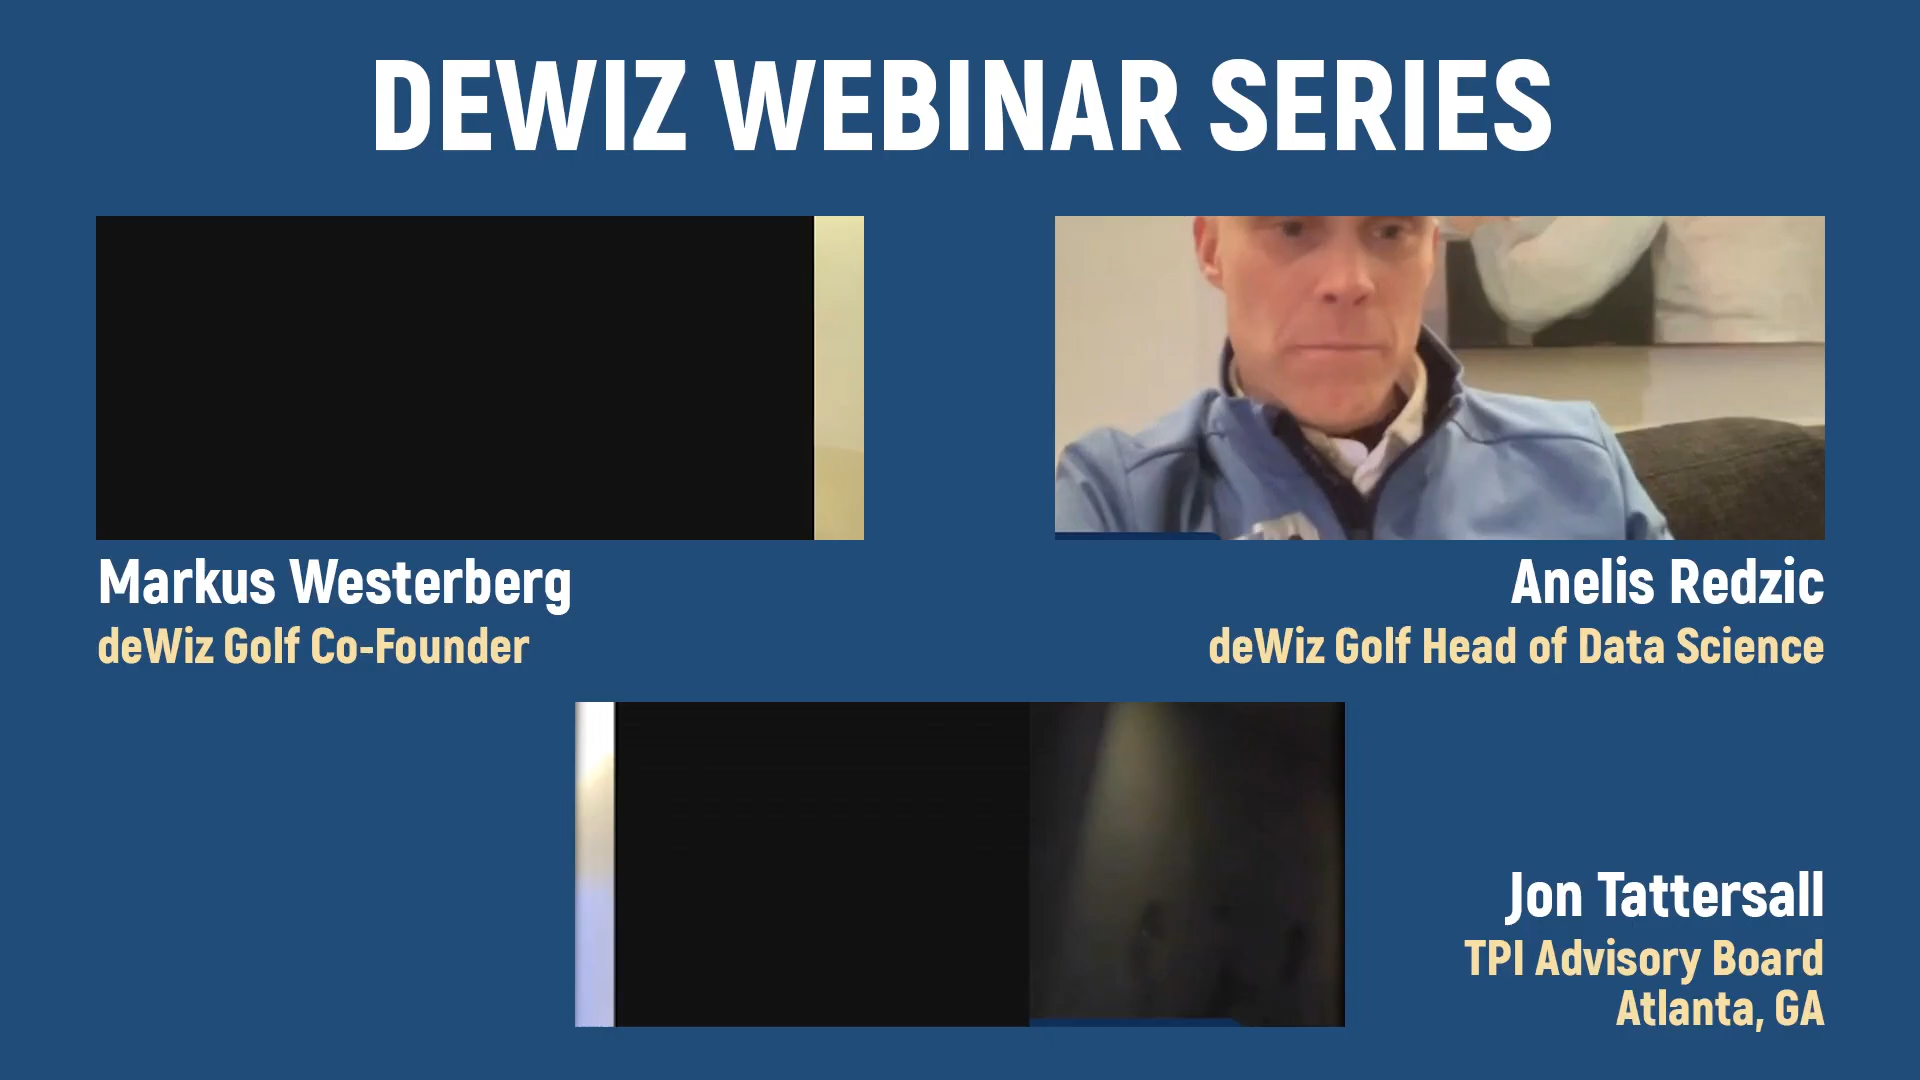 DEWIZ WEBINAR SERIES
Markus Westerberg
deWiz Golf Co-Founder
Anelis Redzic
deWiz Golf Head of Data Science
Jon Tattersall
TPI Advisory Board
Atlanta, GA